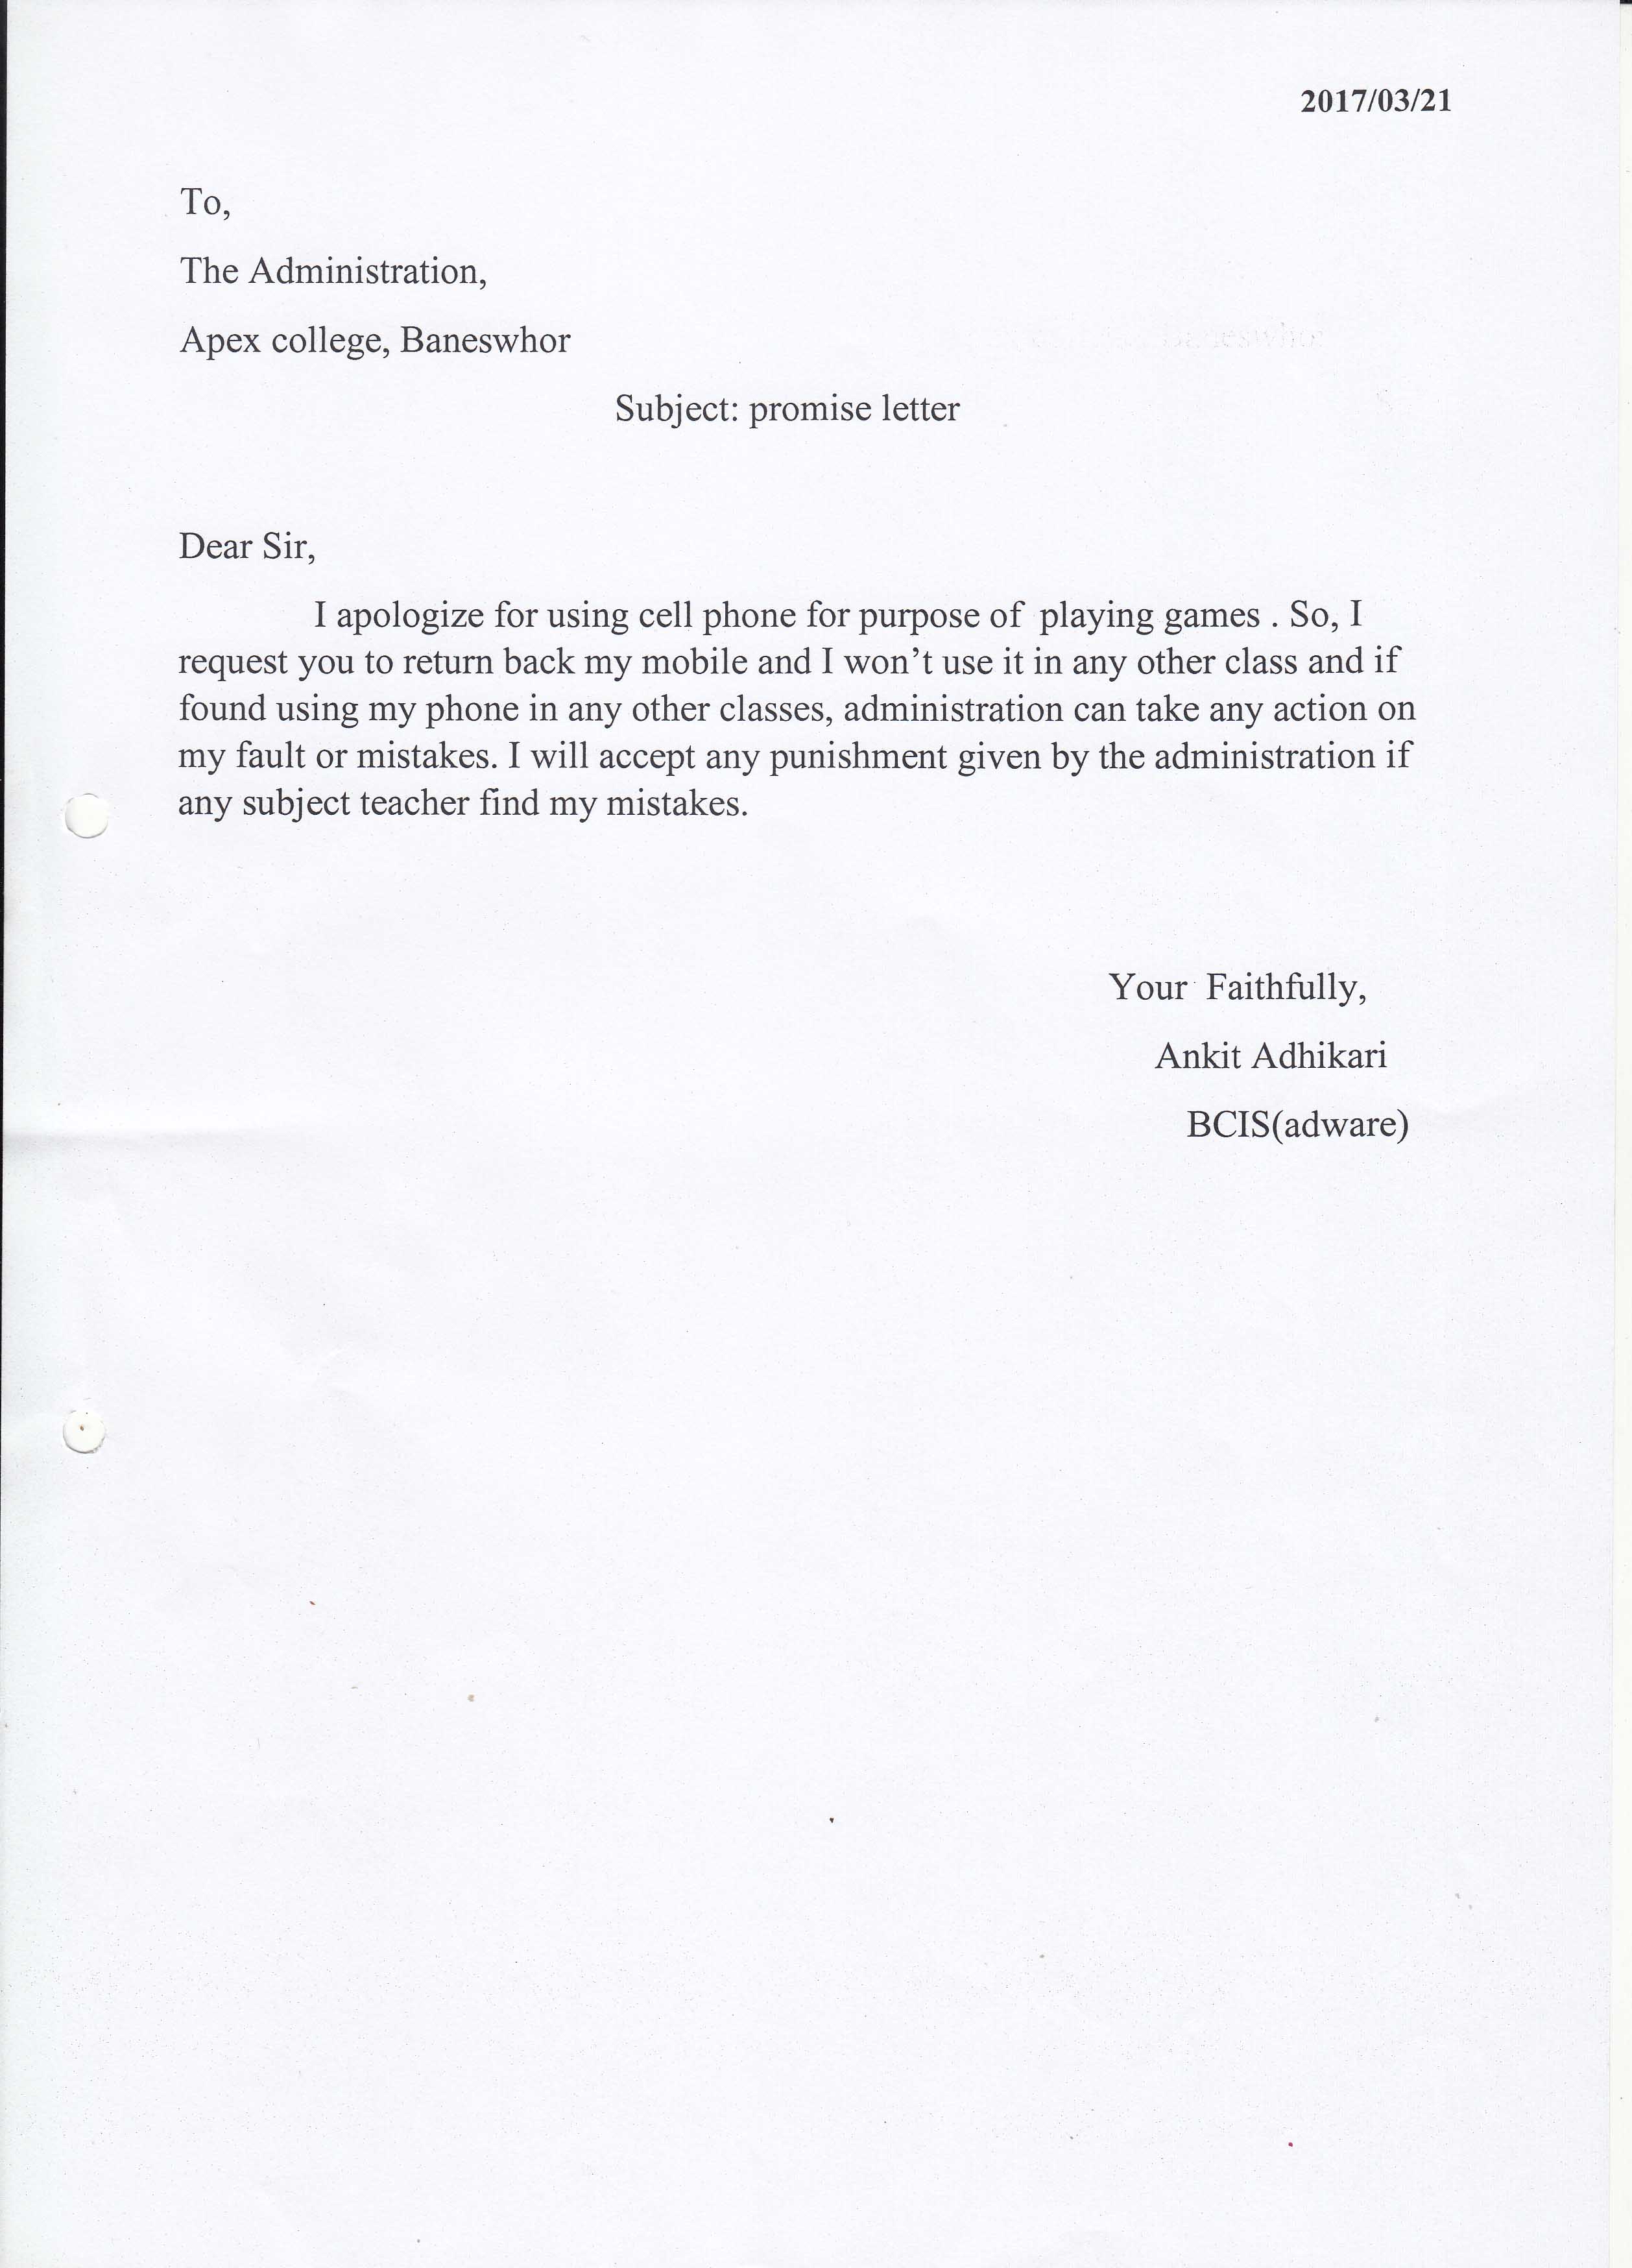 2017/03/21
To,
The Administration,
Apex college, Baneswhor
Subject: promise letter
Dear Sir,
I apologize for using cell phone for purpose of playing games . So, I
request you to return back my mobile and I won't use it in any other class and if
found using my phone in any other classes, administration can take any action on
my fault or mistakes. I will accept any punishment given by the administration if
any subject teacher find my mistakes.
Your Faithfully,
Ankit Adhikari
BCIS(adware)